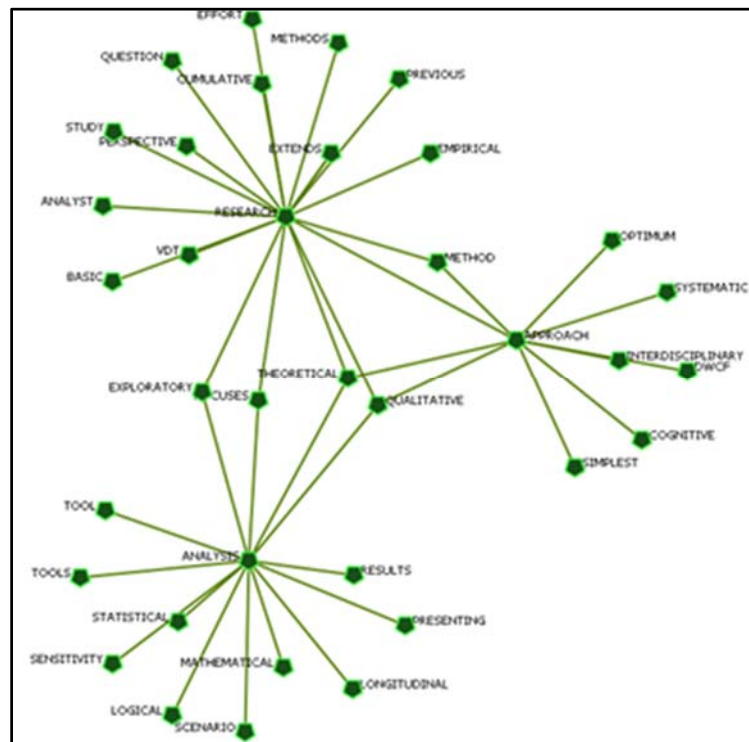 EFFORT
METHODS
QUESTION
CUMULATIVE
PREVIOUS
STUDY
PERSPECTIVE
EXTENDS
EMPIRICAL
ANALYST
RESEARCH
OPTIMUM
VDT
METHOD
BASIC
SYSTEMATIC
APPROACH
INTERDISCIPLINARY
DWCF
THEORETICAL
EXPLORATORY
CUSES
QUALITATIVE
COGNITIVE
SIMPLEST
TOOL
ANALYSIS
TOOLS
RESULTS
STATISTICAL
PRESENTING
SENSITIVITY
MATHEMATICAL
LONGITUDINAL
LOGICAL
SCENARIO